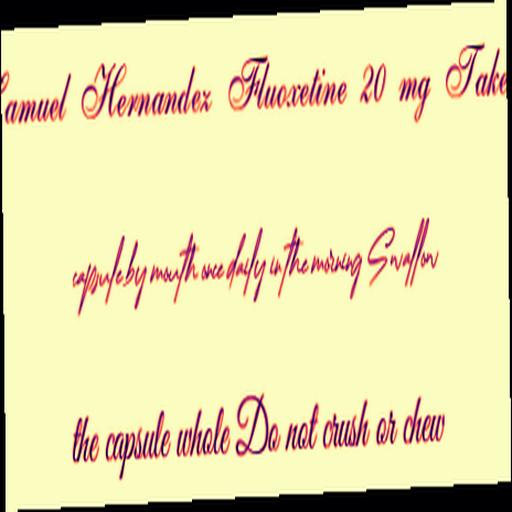 Samuel Hernandez Fluoxetine 20 mg Take
capsule by mouth once daily in the morning Swallow
the capsule whole Do not crush or chew